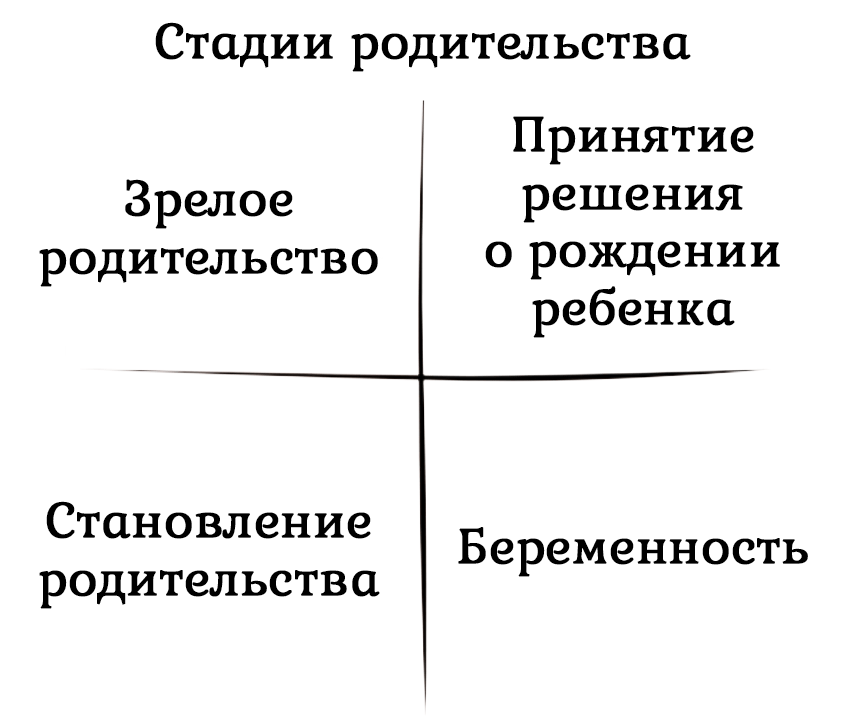 Стадии родительства
Зрелое
родительство
Принятие
решения
о рождении
ребенка
Становление
родительства
Беременность